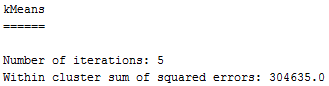 kMeans
======
Number of iterations: 5
Within cluster sum of squared errors: 304635.0